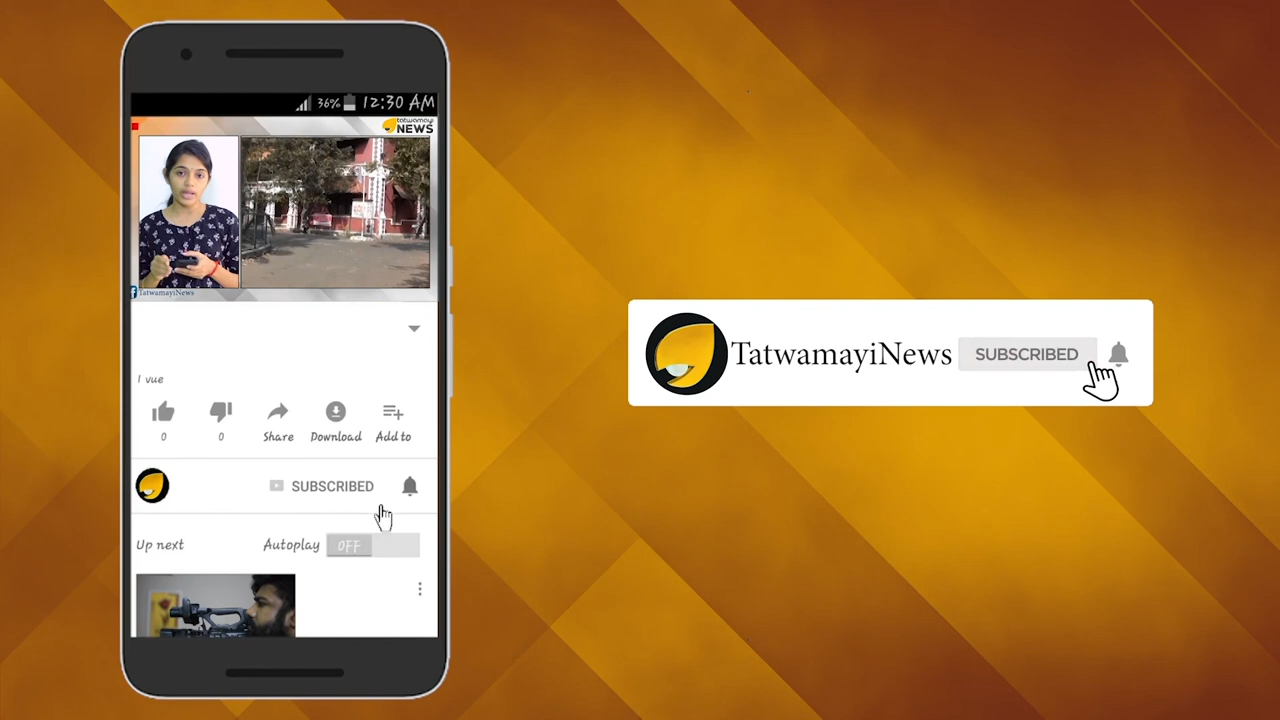 36% 12:30 AM
tatwamayi
NEWS
TatwamayiNews
1 vue
0 0 Share Download Add to
SUBSCRIBED
Up next Autoplay OFF
TatwamayiNews SUBSCRIBED